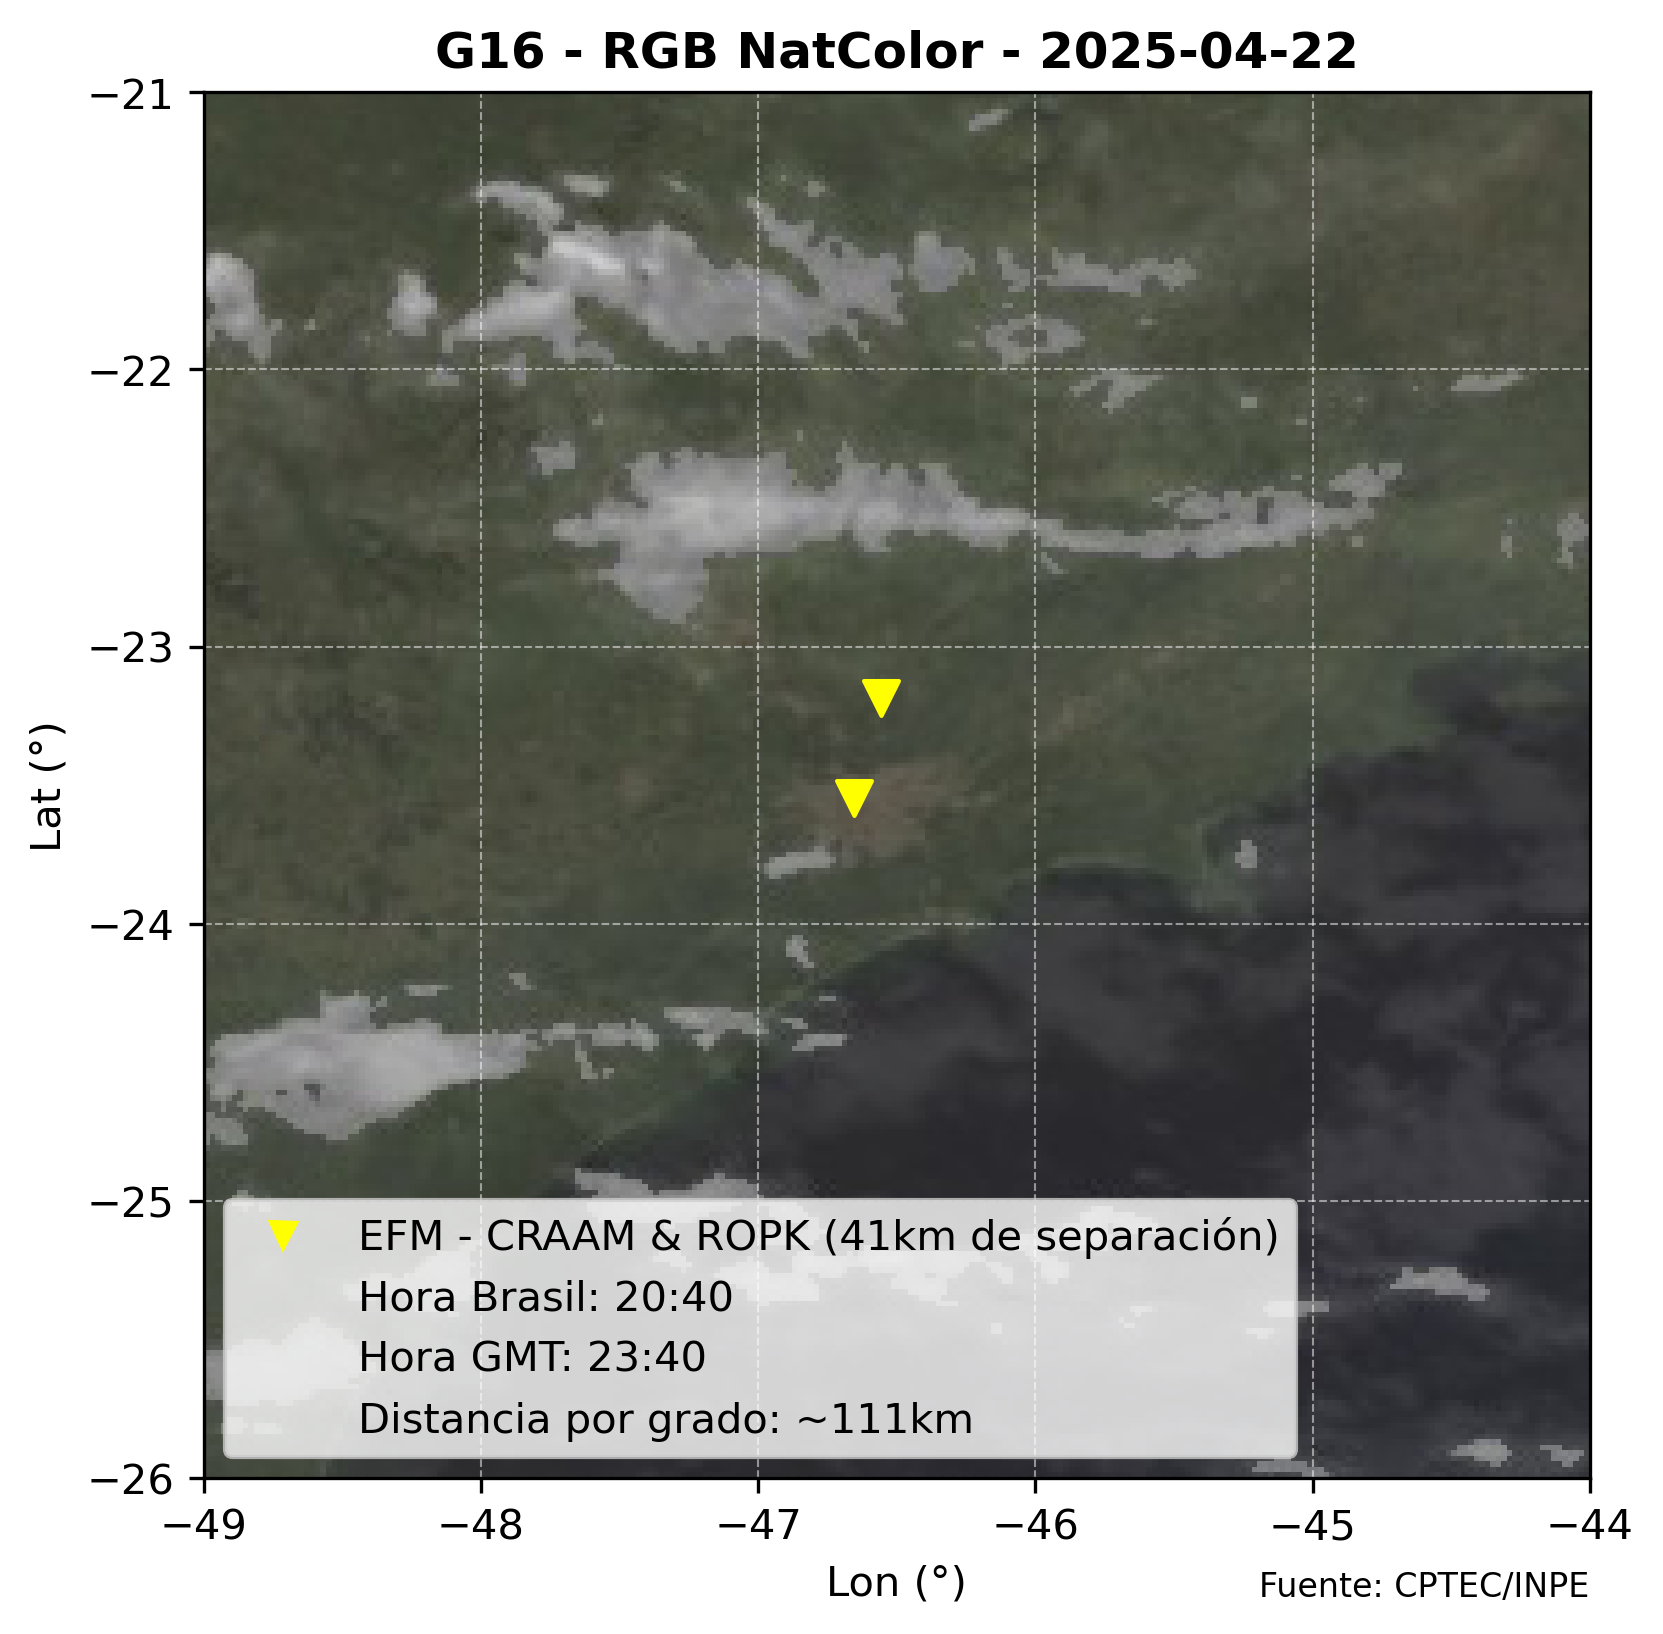 G16 - RGB NatColor - 2025-04-22
−21
−22
−23
−24
−25
−26
Lat (°)
EFM - CRAAM & ROPK (41km de separación)
Hora Brasil: 20:40
Hora GMT: 23:40
Distancia por grado: ~111km
−49 −48 −47 −46 −45 −44
Lon (°)
Fuente: CPTEC/INPE